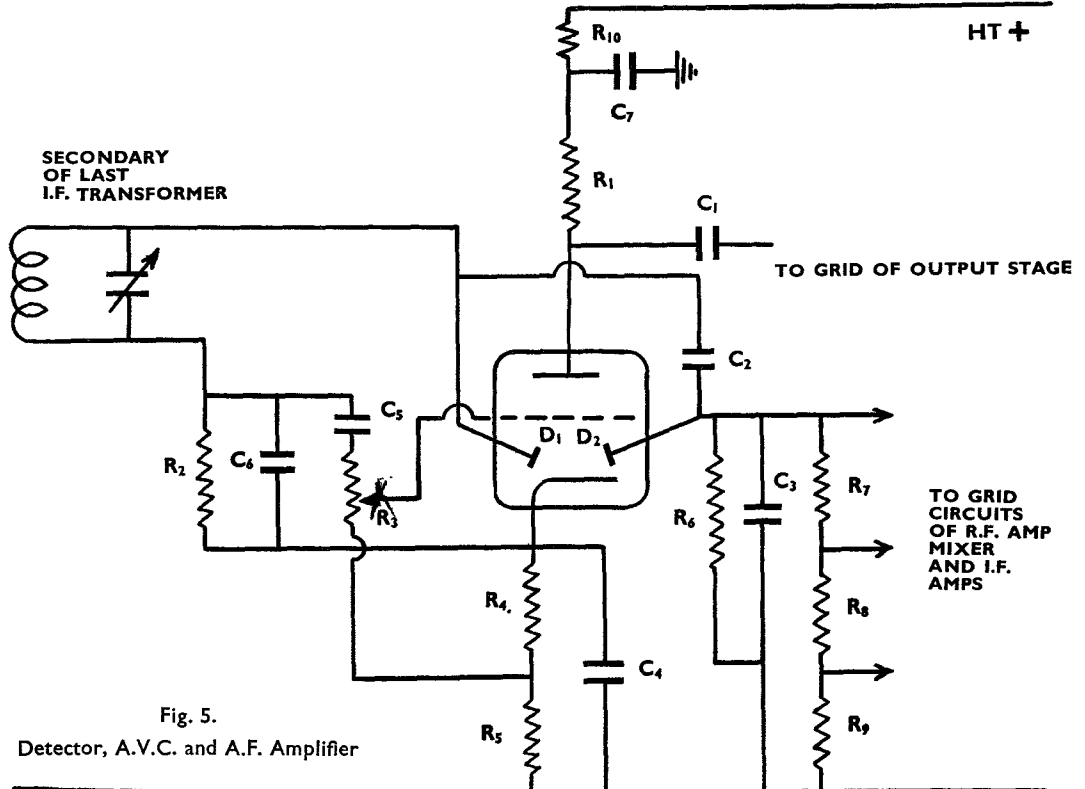 R10
HT +
C7
SECONDARY
OF LAST
I.F. TRANSFORMER
R1
C1
TO GRID OF OUTPUT STAGE
C2
C5
D1 D2
R2
C6
R3
R6
C3
R7
TO GRID
CIRCUITS
OF R.F. AMP
MIXER
AND I.F.
AMPS
R4.
R8
C4
Fig. 5.
R5
R9
Detector, A.V.C. and A.F. Amplifier